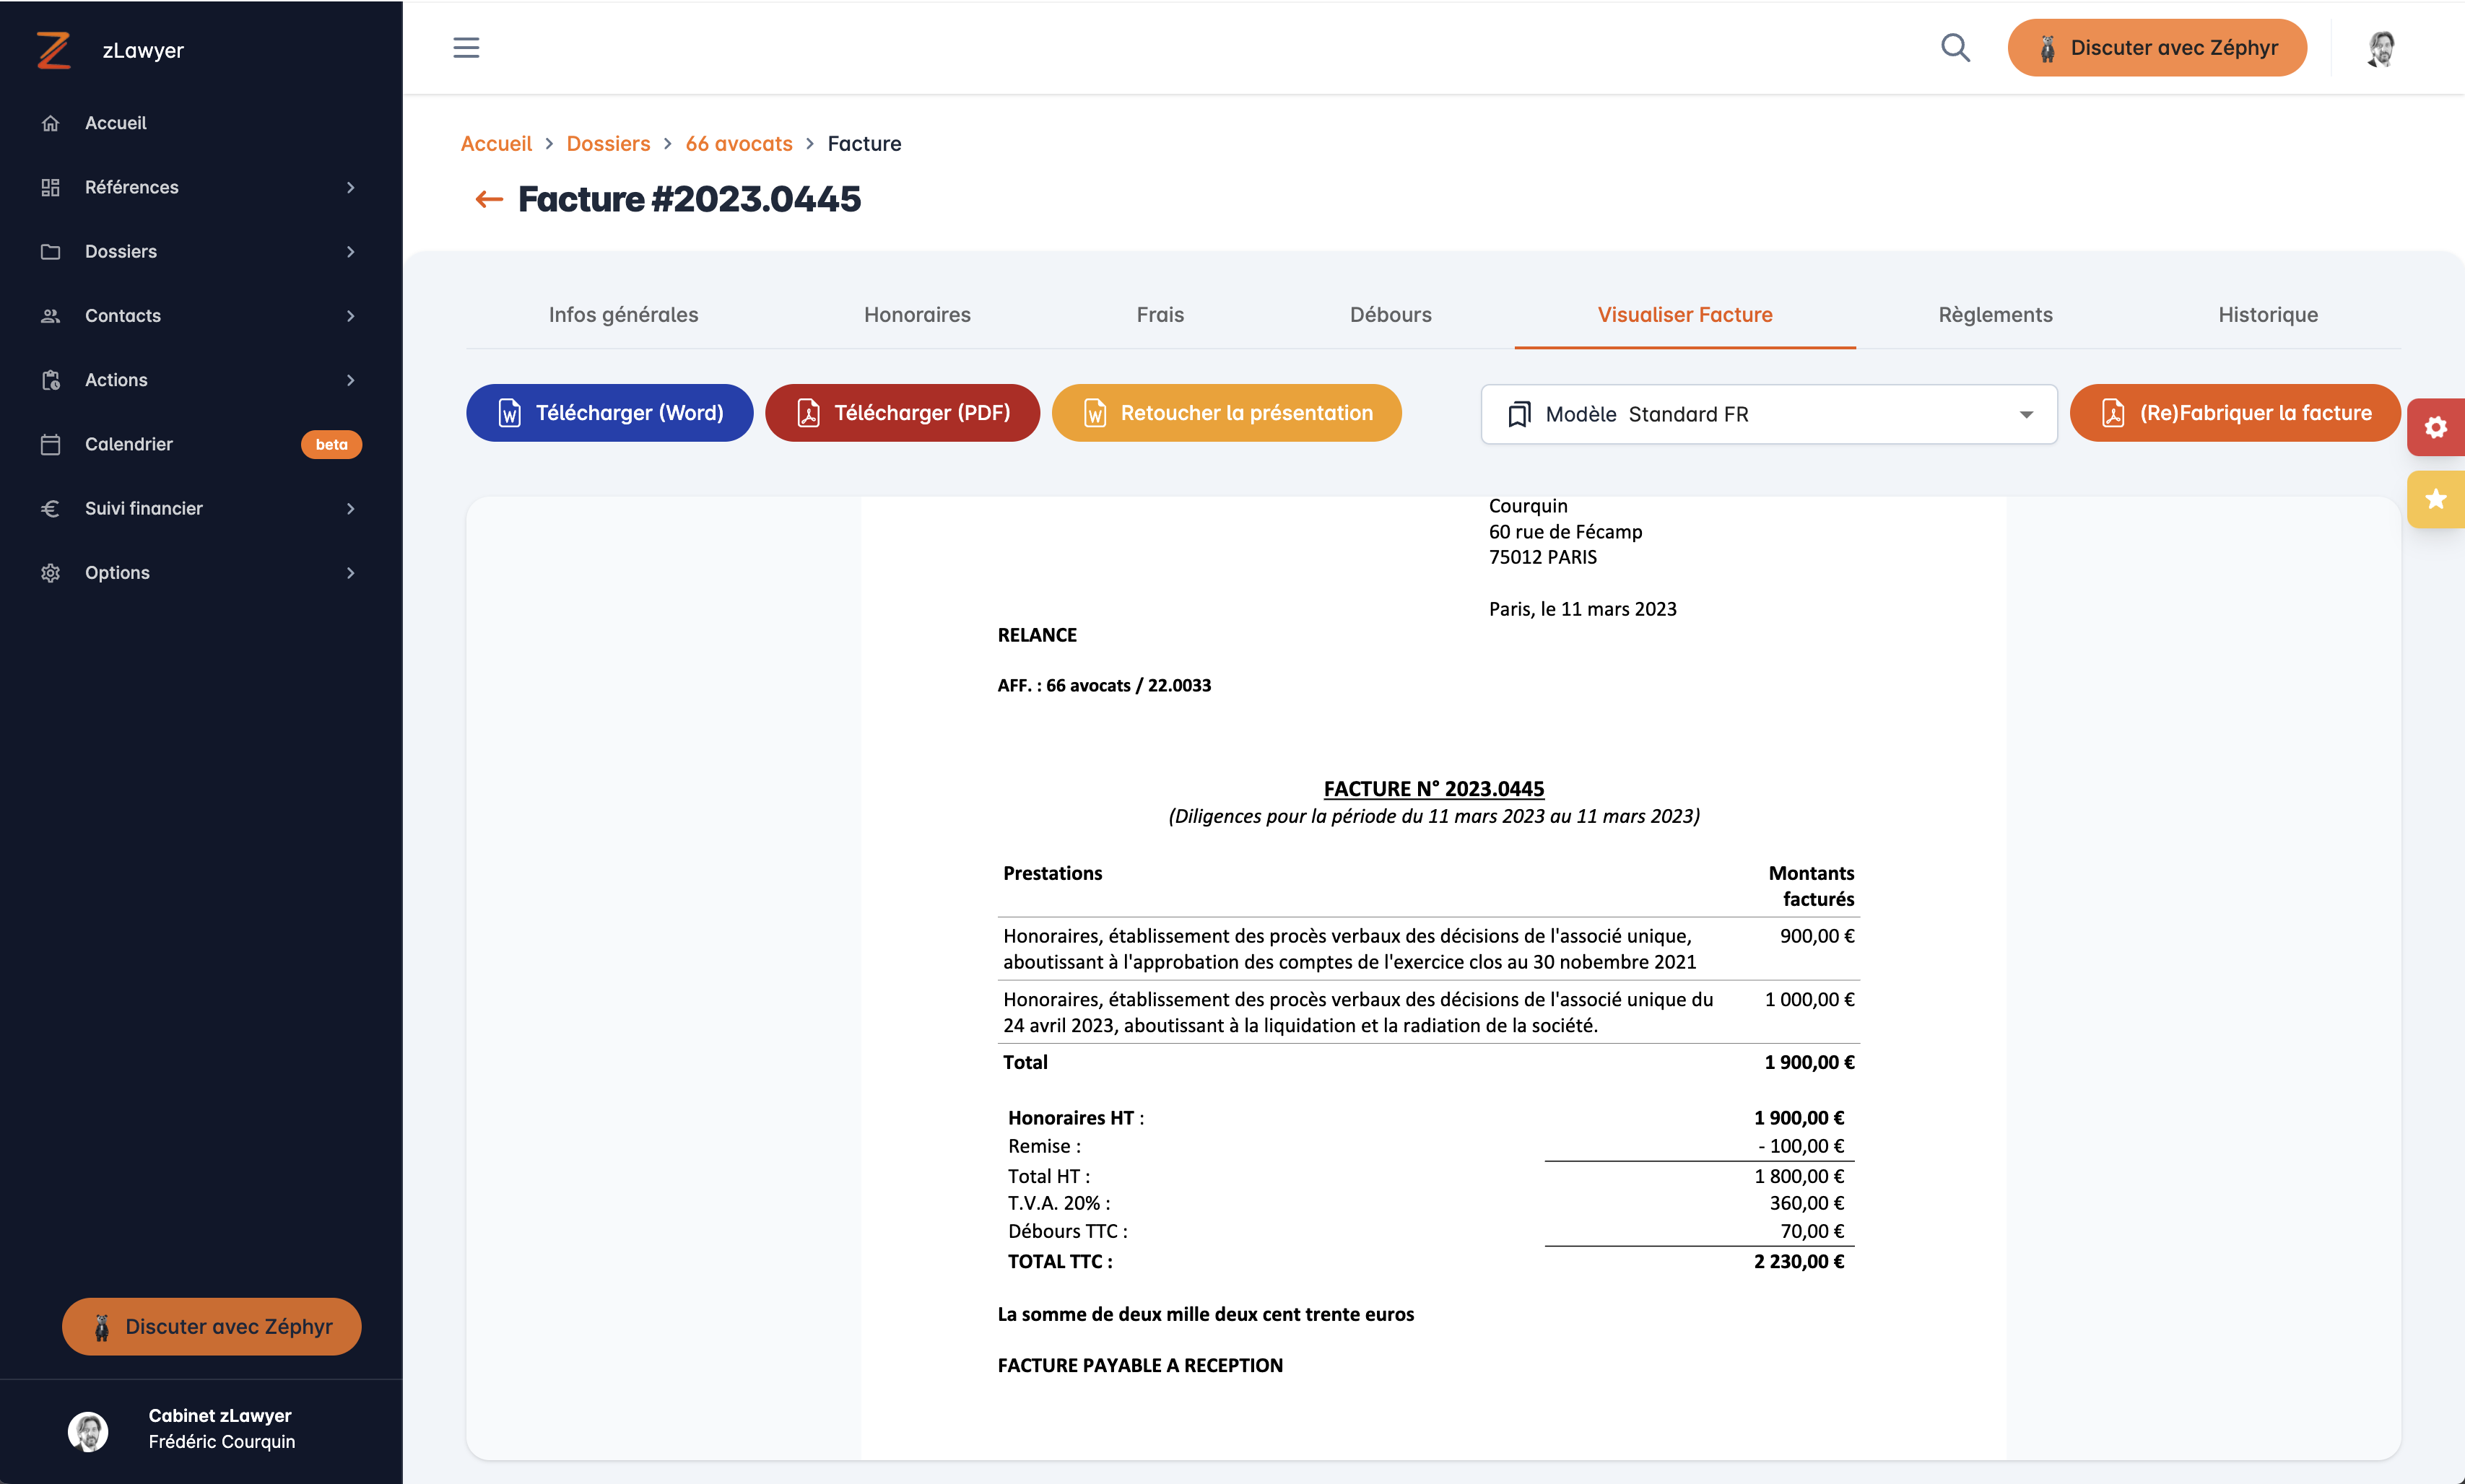 zLawyer
Accueil
Références
Dossiers
Contacts
Actions
Calendrier beta
Suivi financier
Options
Discuter avec Zéphyr
Cabinet zLawyer
Frédéric Courquin
Discuter avec Zéphyr
Accueil > Dossiers > 66 avocats > Facture
Facture #2023.0445
Infos générales Honoraires Frais Débours Visualiser Facture Règlements Historique
Télécharger (Word) Télécharger (PDF) Retoucher la présentation Modèle Standard FR (Re)Fabriquer la facture
Courquin
60 rue de Fécamp
75012 PARIS
Paris, le 11 mars 2023
RELANCE
AFF. : 66 avocats / 22.0033
FACTURE N° 2023.0445
(Diligences pour la période du 11 mars 2023 au 11 mars 2023)
Prestations Montants
facturés
Honoraires, établissement des procès verbaux des décisions de l'associé unique, 900,00 €
aboutissant à l'approbation des comptes de l'exercice clos au 30 nobembre 2021
Honoraires, établissement des procès verbaux des décisions de l'associé unique du 1 000,00 €
24 avril 2023, aboutissant à la liquidation et la radiation de la société.
Total 1 900,00 €
Honoraires HT : 1 900,00 €
Remise : - 100,00 €
Total HT : 1 800,00 €
T.V.A. 20% : 360,00 €
Débours TTC : 70,00 €
TOTAL TTC : 2 230,00 €
La somme de deux mille deux cent trente euros
FACTURE PAYABLE A RECEPTION